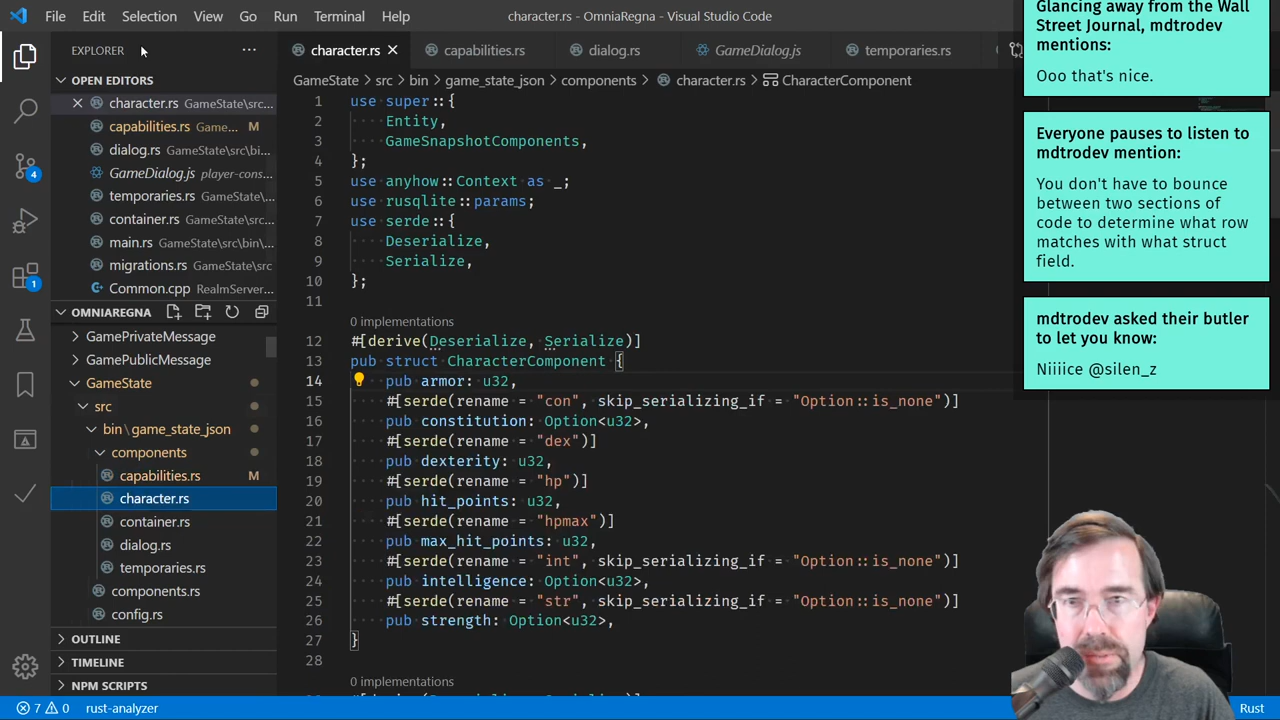 File Edit Selection View Go Run Terminal Help
character.rs - OmniaRegna - Visual Studio Code
EXPLORER
OPEN EDITORS
character.rs GameState\src...
capabilities.rs Game... M
dialog.rs GameState\src\bi...
GameDialog.js player-cons...
temporaries.rs GameState\...
container.rs GameState\sr...
main.rs GameState\src\bin\...
migrations.rs GameState\src
Common.cpp RealmServer...
OMNIAREGNA
GamePrivateMessage
GamePublicMessage
GameState
src
bin\game_state_json
components
capabilities.rs M
character.rs
container.rs
dialog.rs
temporaries.rs
components.rs
config.rs
OUTLINE
TIMELINE
NPM SCRIPTS
4
1
character.rs capabilities.rs dialog.rs GameDialog.js temporaries.rs
GameState > src > bin > game_state_json > components > character.rs > CharacterComponent
1 use super::{
2 Entity,
3 GameSnapshotComponents,
4 };
5 use anyhow::Context as _;
6 use rusqlite::params;
7 use serde::{
8 Deserialize,
9 Serialize,
10 };
11
0 implementations
12 #[derive(Deserialize, Serialize)]
13 pub struct CharacterComponent {
14 pub armor: u32,
15 #[serde(rename = "con", skip_serializing_if = "Option::is_none")]
16 pub constitution: Option<u32>,
17 #[serde(rename = "dex")]
18 pub dexterity: u32,
19 #[serde(rename = "hp")]
20 pub hit_points: u32,
21 #[serde(rename = "hpmax")]
22 pub max_hit_points: u32,
23 #[serde(rename = "int", skip_serializing_if = "Option::is_none")]
24 pub intelligence: Option<u32>,
25 #[serde(rename = "str", skip_serializing_if = "Option::is_none")]
26 pub strength: Option<u32>,
27 }
28
0 implementations
Glancing away from the Wall
Street Journal, mdtrodev
mentions:
Ooo that's nice.
Everyone pauses to listen to
mdtrodev mention:
You don't have to bounce
between two sections of
code to determine what row
matches with what struct
field.
mdtrodev asked their butler
to let you know:
Niiiice @silen_z
7 0 rust-analyzer
Rust